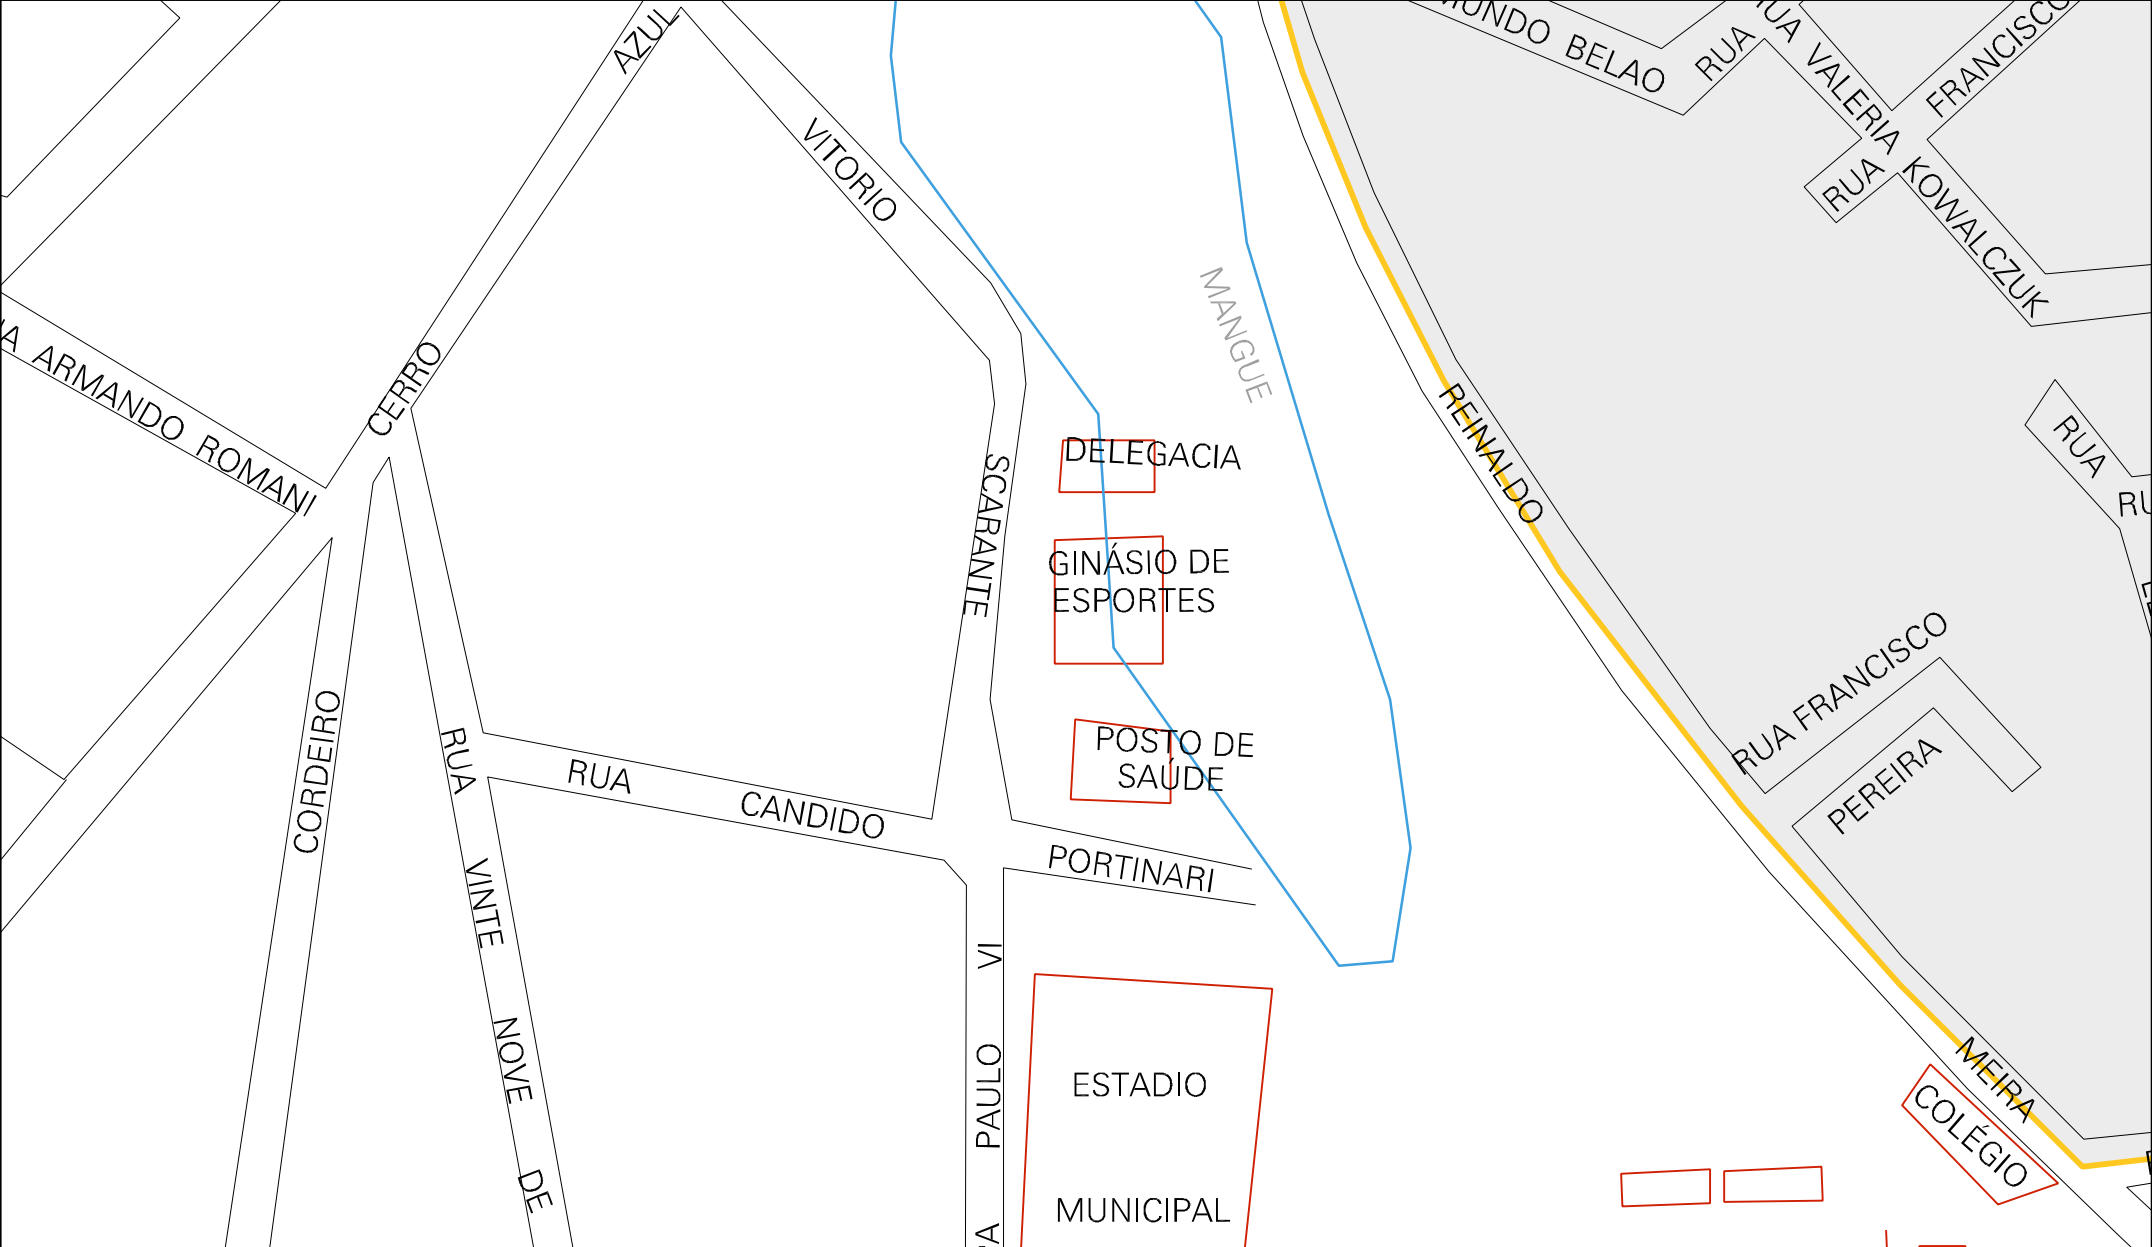 AZUL
BELAO
RUA
RUA VALERIA KOWALCZUK
FRANCISCO
RUA
VITORIO
MANGUE
ARMANDO ROMANI
CERRO
REINALDO
RUA
DELEGACIA
SCARANTE
GINÁSIO DE
ESPORTES
RUA FRANCISCO
PEREIRA
CORDEIRO
RUA VINTE NOVE DE
RUA CANDIDO PORTINARI
POSTO DE
SAÚDE
PAULO VI
ESTADIO
MUNICIPAL
MEIRA
COLÉGIO